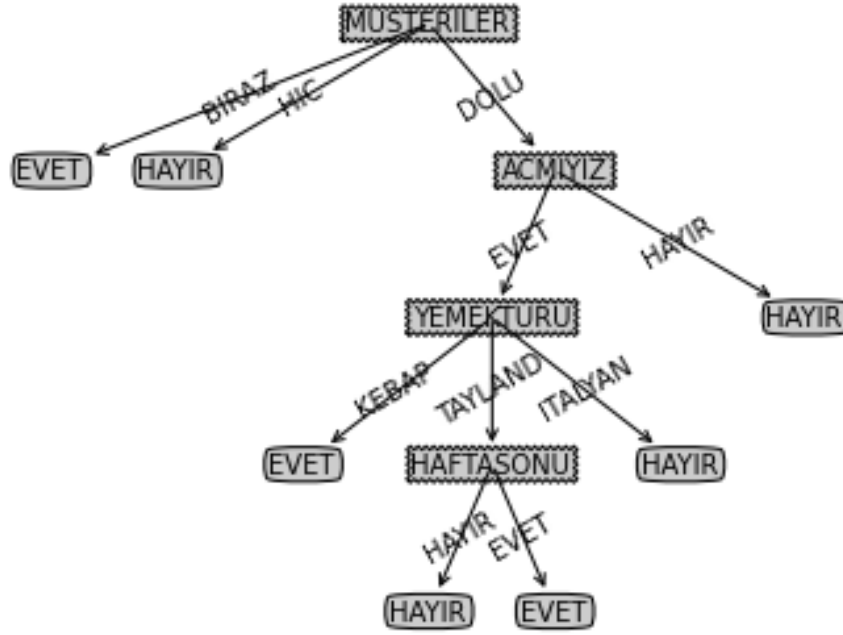 MUSTERILER
BIRAZ
HIC
DOLU
EVET
HAYIR
ACMIYIZ
EVET
HAYIR
YEMEKTURU
HAYIR
KEBAP
TAYLAND
ITALYAN
EVET
HAFTASONU
HAYIR
HAYIR
EVET
HAYIR
EVET